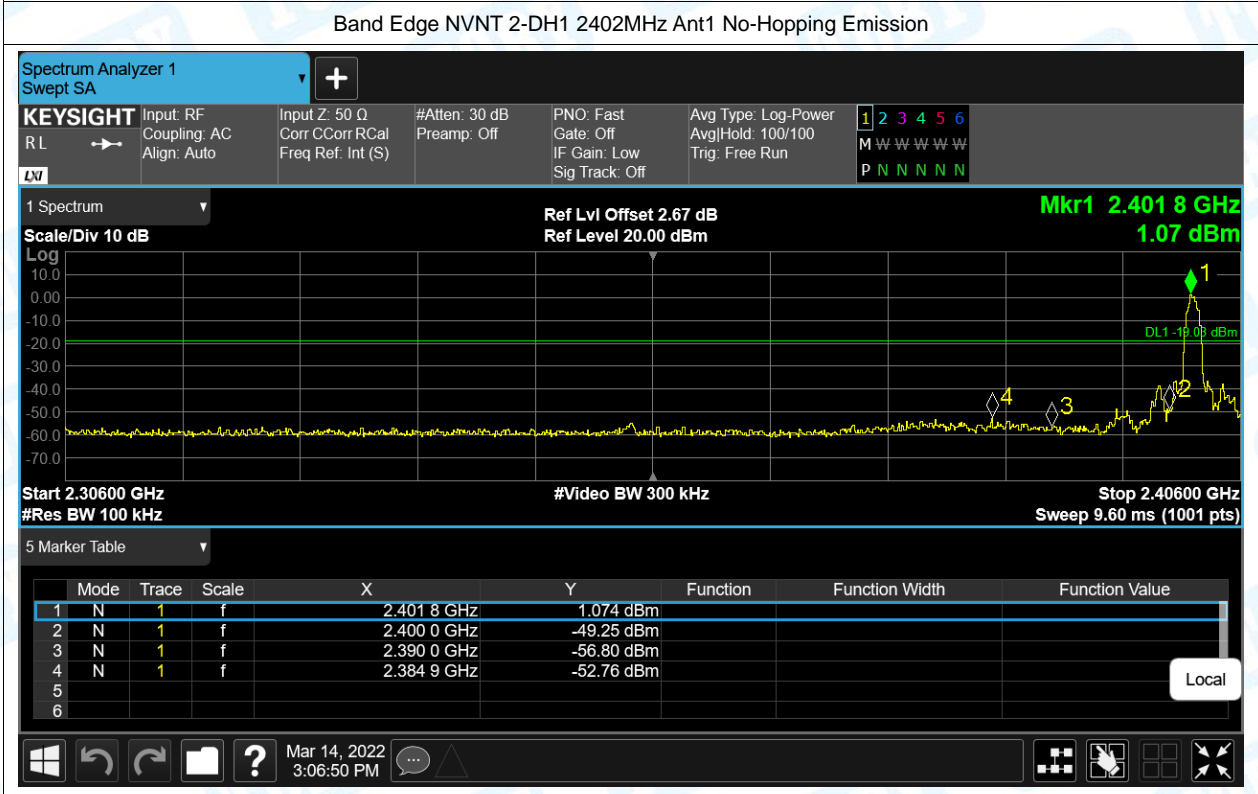 Band Edge NVNT 2-DH1 2402MHz Ant1 No-Hopping Emission
Spectrum Analyzer 1
Swept SA
+
KEYSIGHT
RL
LXI
Input: RF
Coupling: AC
Align: Auto
Input Z: 50 Ω
Corr CCorr RCal
Freq Ref: Int (S)
#Atten: 30 dB
Preamp: Off
PNO: Fast
Gate: Off
IF Gain: Low
Sig Track: Off
Avg Type: Log-Power
Avg|Hold: 100/100
Trig: Free Run
1 2 3 4 5 6
M W W W W W
P N N N N N
1 Spectrum
Ref Lvl Offset 2.67 dB
Mkr1 2.401 8 GHz
Scale/Div 10 dB
Ref Level 20.00 dBm
1.07 dBm
Log
10.0
0.00
-10.0
-20.0
-30.0
-40.0
-50.0
-60.0
-70.0
1
DL1 -19.03 dBm
2
4
3
Start 2.30600 GHz
#Video BW 300 kHz
Stop 2.40600 GHz
#Res BW 100 kHz
Sweep 9.60 ms (1001 pts)
5 Marker Table
Mode Trace Scale X Y Function Function Width Function Value
1 N 1 f 2.401 8 GHz 1.074 dBm
2 N 1 f 2.400 0 GHz -49.25 dBm
3 N 1 f 2.390 0 GHz -56.80 dBm
4 N 1 f 2.384 9 GHz -52.76 dBm
5
6
Local
?
Mar 14, 2022
3:06:50 PM